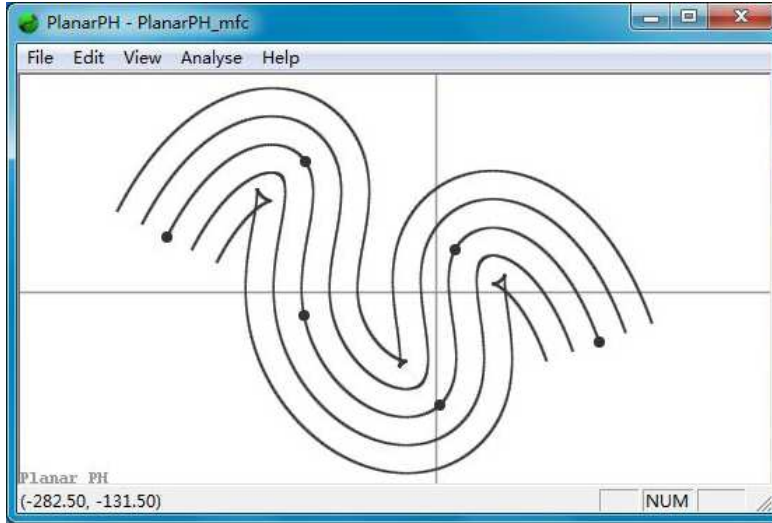 PlanarPH - PlanarPH_mfc
File Edit View Analyse Help
Planar PH
(-282.50, -131.50)
NUM